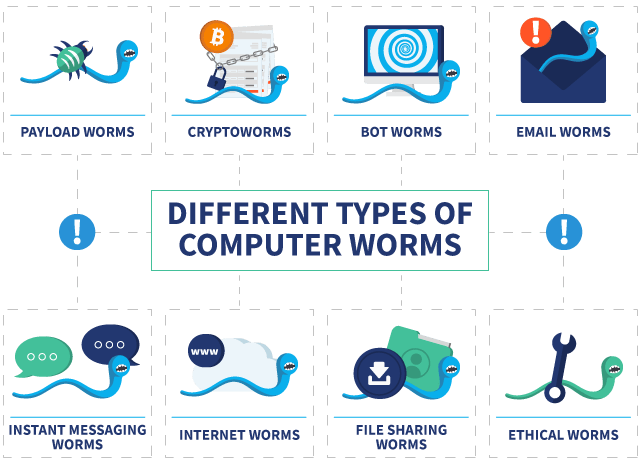 PAYLOAD WORMS
CRYPTOWORMS
BOT WORMS
EMAIL WORMS
DIFFERENT TYPES OF
COMPUTER WORMS
www
INSTANT MESSAGING
WORMS
INTERNET WORMS
FILE SHARING
WORMS
ETHICAL WORMS